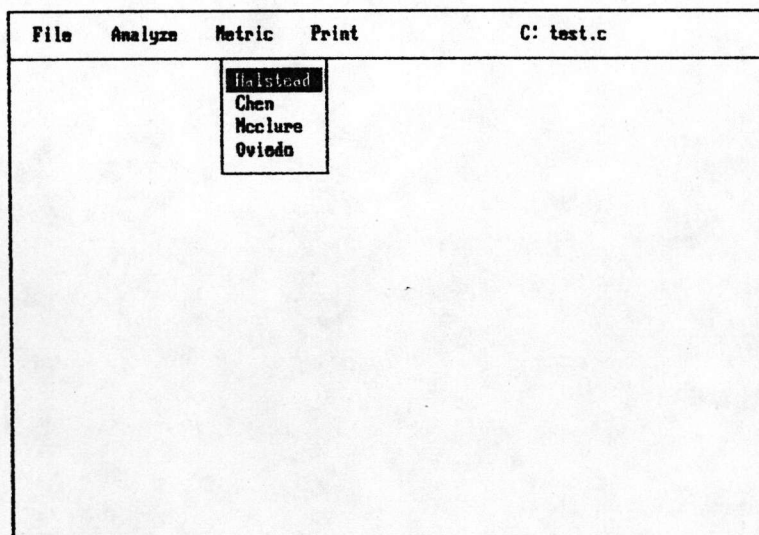 File Analyze Metric Print C: test.c
Halstead
Chen
Mcclure
Oviedo